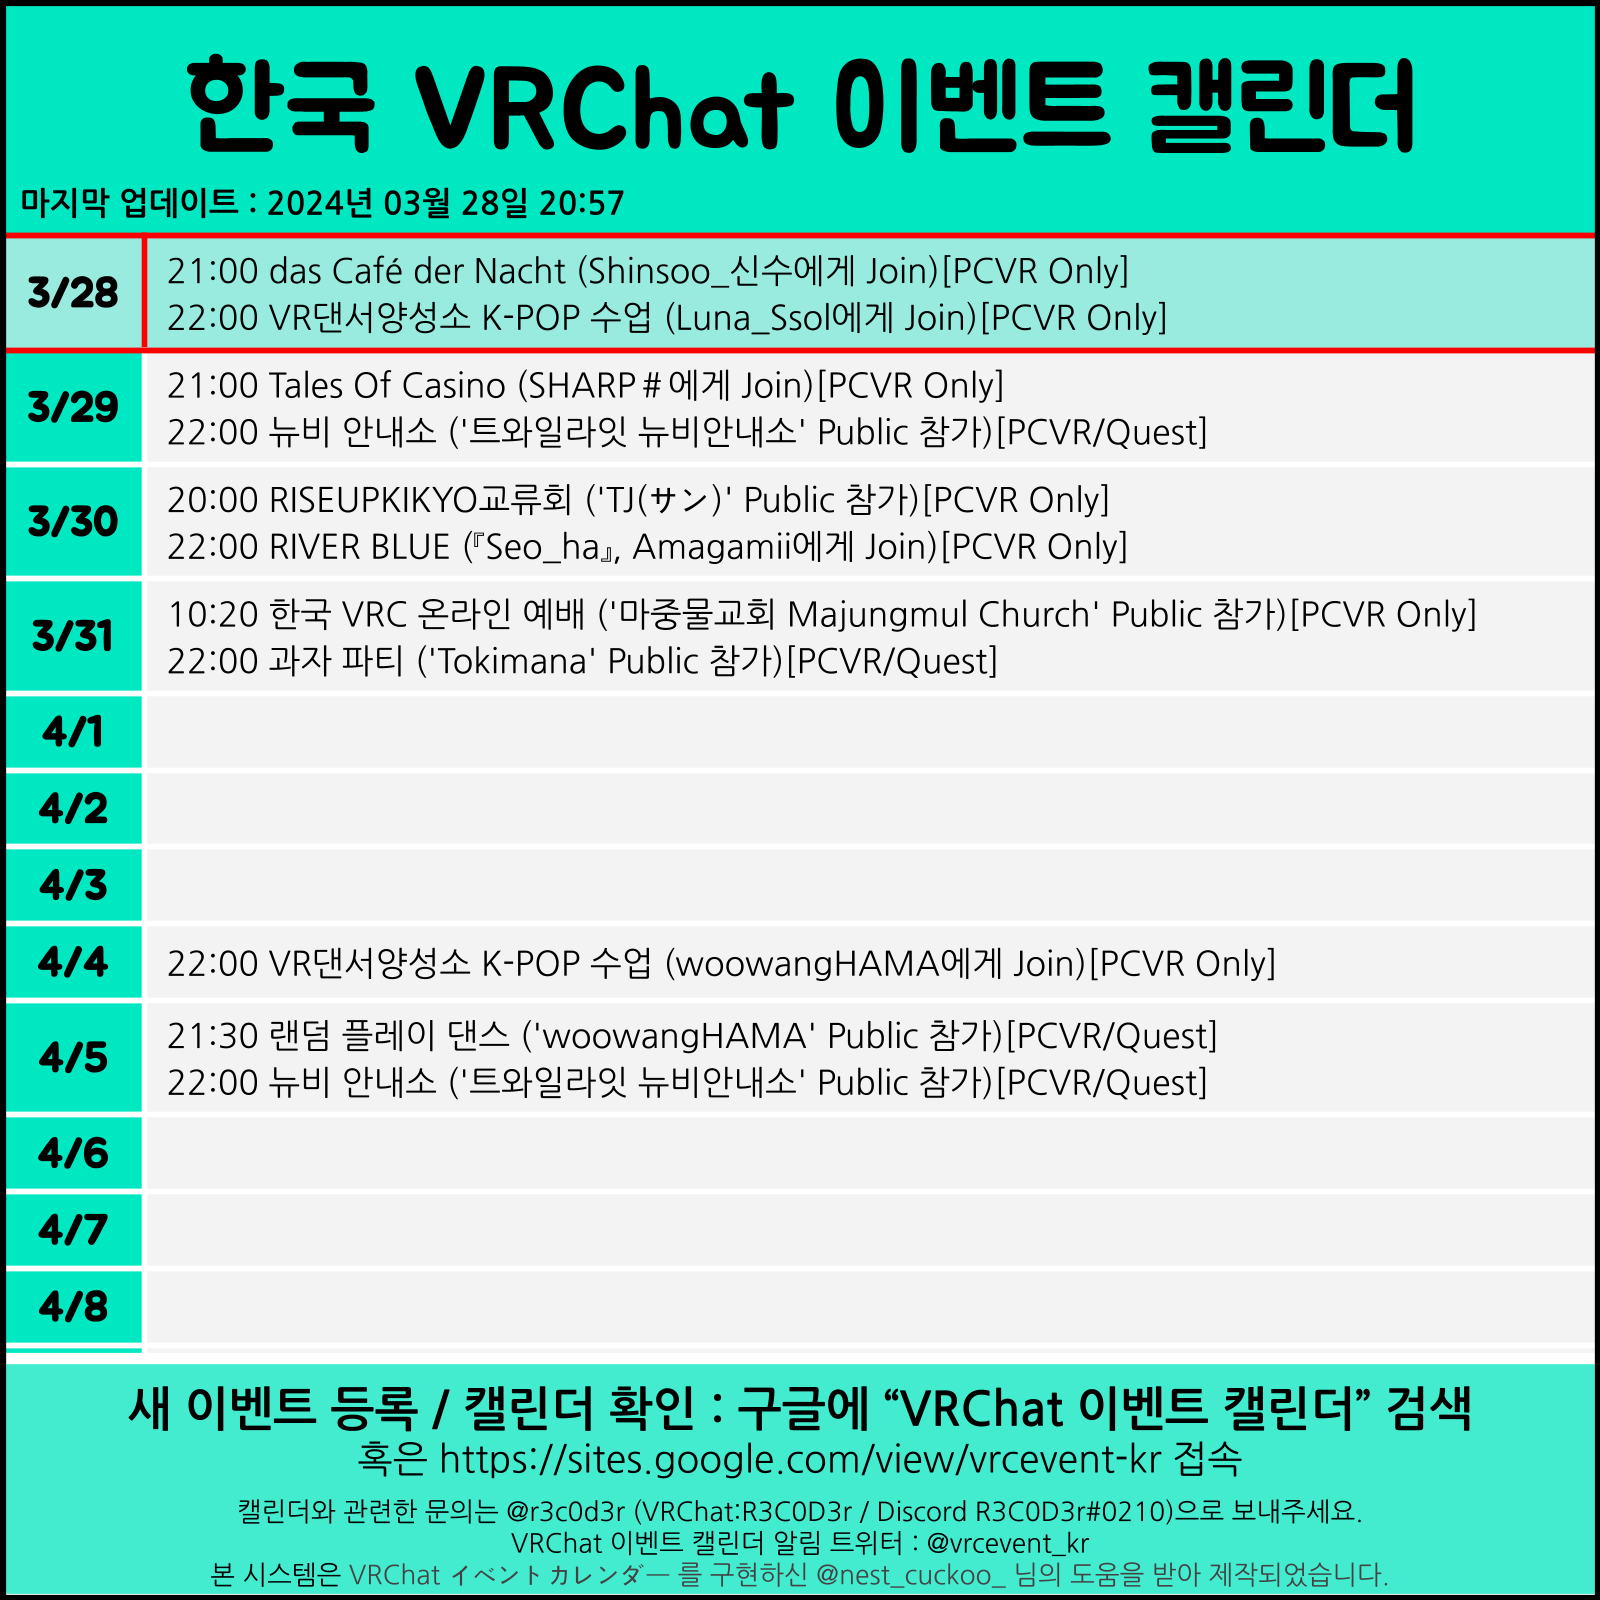 한국 VRChat 이벤트 캘린더
마지막 업데이트 : 2024년 03월 28일 20:57
3/28
21:00 das Café der Nacht (Shinsoo_신수에게 Join)[PCVR Only]
22:00 VR댄서양성소 K-POP 수업 (Luna_Ssol에게 Join)[PCVR Only]
3/29
21:00 Tales Of Casino (SHARP＃에게 Join)[PCVR Only]
22:00 뉴비 안내소 ('트와일라잇 뉴비안내소' Public 참가)[PCVR/Quest]
3/30
20:00 RISEUPKIKYO교류회 ('TJ(サン)' Public 참가)[PCVR Only]
22:00 RIVER BLUE (『Seo_ha』, Amagamii에게 Join)[PCVR Only]
3/31
10:20 한국 VRC 온라인 예배 ('마중물교회 Majungmul Church' Public 참가)[PCVR Only]
22:00 과자 파티 ('Tokimana' Public 참가)[PCVR/Quest]
4/1
4/2
4/3
4/4
22:00 VR댄서양성소 K-POP 수업 (woowangHAMA에게 Join)[PCVR Only]
4/5
21:30 랜덤 플레이 댄스 ('woowangHAMA' Public 참가)[PCVR/Quest]
22:00 뉴비 안내소 ('트와일라잇 뉴비안내소' Public 참가)[PCVR/Quest]
4/6
4/7
4/8
새 이벤트 등록 / 캘린더 확인 : 구글에 “VRChat 이벤트 캘린더” 검색
혹은 https://sites.google.com/view/vrcevent-kr 접속
캘린더와 관련한 문의는 @r3c0d3r (VRChat:R3C0D3r / Discord R3C0D3r#0210)으로 보내주세요.
VRChat 이벤트 캘린더 알림 트위터 : @vrcevent_kr
본 시스템은 VRChat イベントカレンダー 를 구현하신 @nest_cuckoo_ 님의 도움을 받아 제작되었습니다.